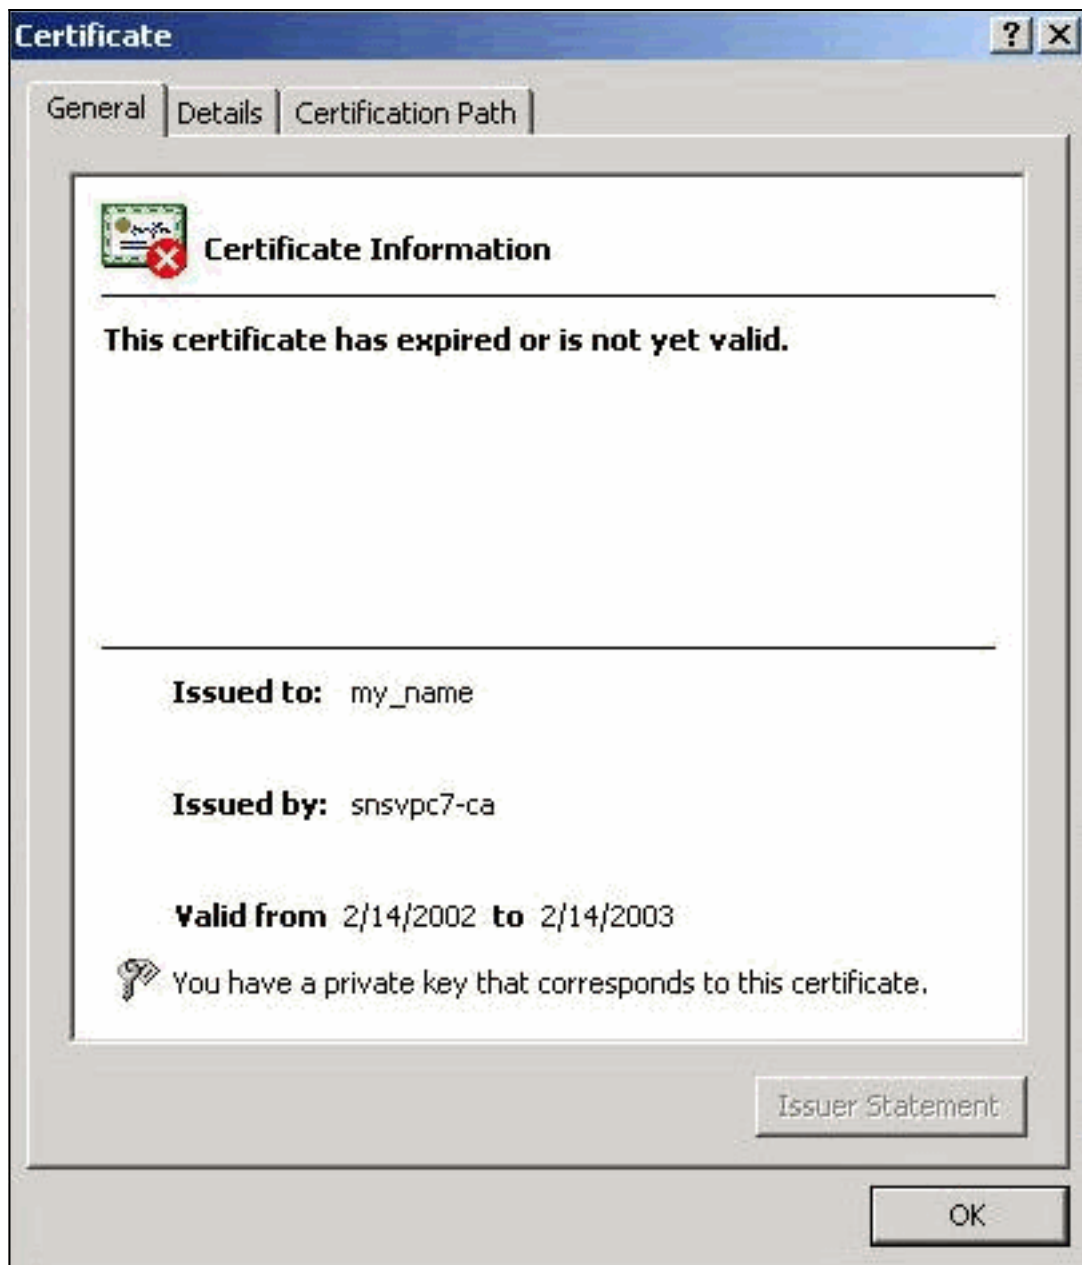 Certificate
General Details Certification Path
Certificate Information
This certificate has expired or is not yet valid.
Issued to: my_name
Issued by: snsvpc7-ca
Valid from 2/14/2002 to 2/14/2003
You have a private key that corresponds to this certificate.
Issuer Statement
OK